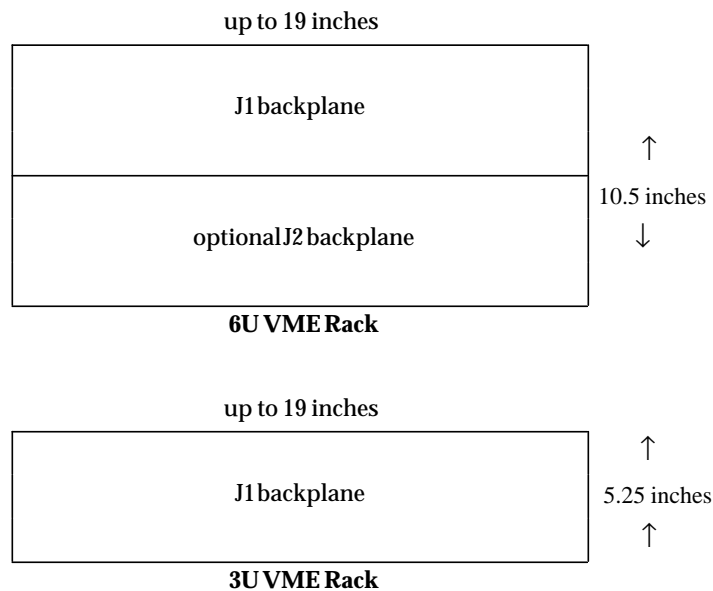 up to 19 inches
J1 backplane
↑
10.5 inches
optional J2 backplane
↓
6U VME Rack
up to 19 inches
↑
J1 backplane
5.25 inches
↑
3U VME Rack